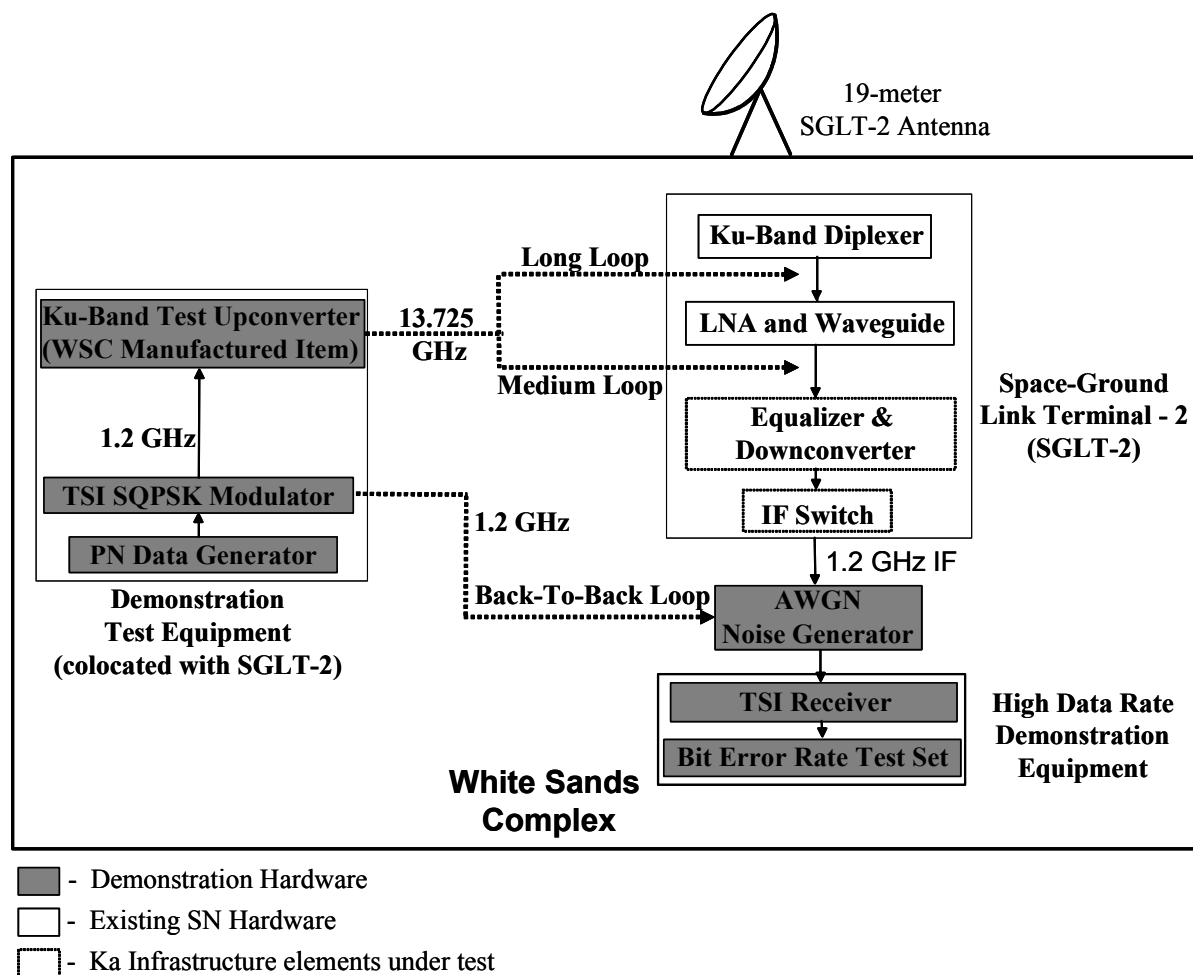 19-meter
SGLT-2 Antenna
Ku-Band Diplexer
Long Loop
Ku-Band Test Upconverter
(WSC Manufactured Item)
13.725
GHz
LNA and Waveguide
Medium Loop
Space-Ground
Link Terminal - 2
(SGLT-2)
Equalizer &
Downconverter
1.2 GHz
TSI SQPSK Modulator
IF Switch
1.2 GHz
PN Data Generator
1.2 GHz IF
Demonstration
Test Equipment
(colocated with SGLT-2)
Back-To-Back Loop
AWGN
Noise Generator
TSI Receiver
Bit Error Rate Test Set
High Data Rate
Demonstration
Equipment
White Sands
Complex
- Demonstration Hardware
- Existing SN Hardware
- Ka Infrastructure elements under test